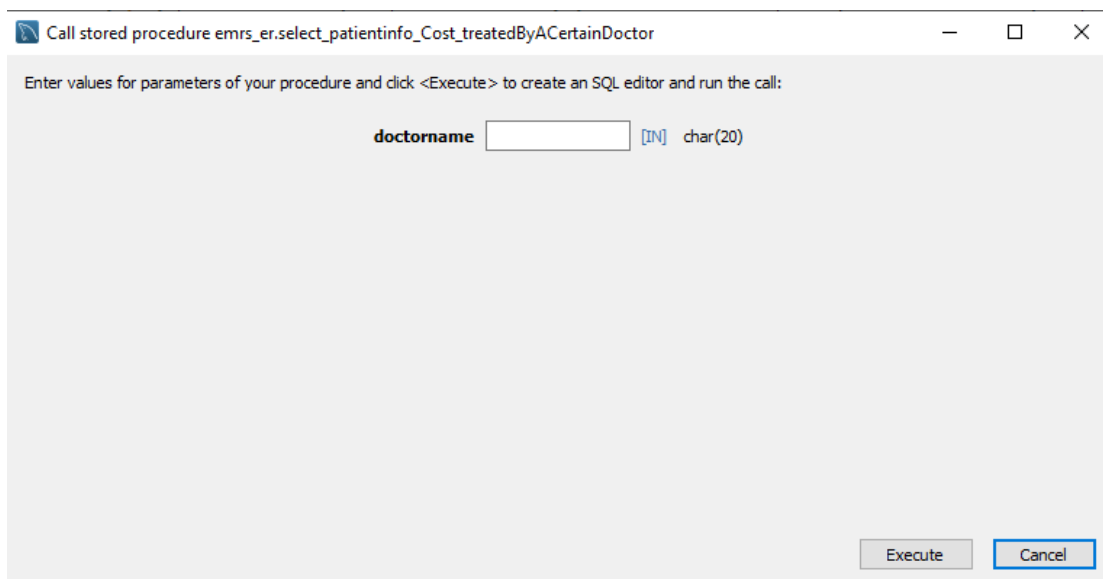 Call stored procedure emrs_er.select_patientinfo_Cost_treatedByACertainDoctor
Enter values for parameters of your procedure and click <Execute> to create an SQL editor and run the call:
doctorname [IN] char(20)
Execute Cancel